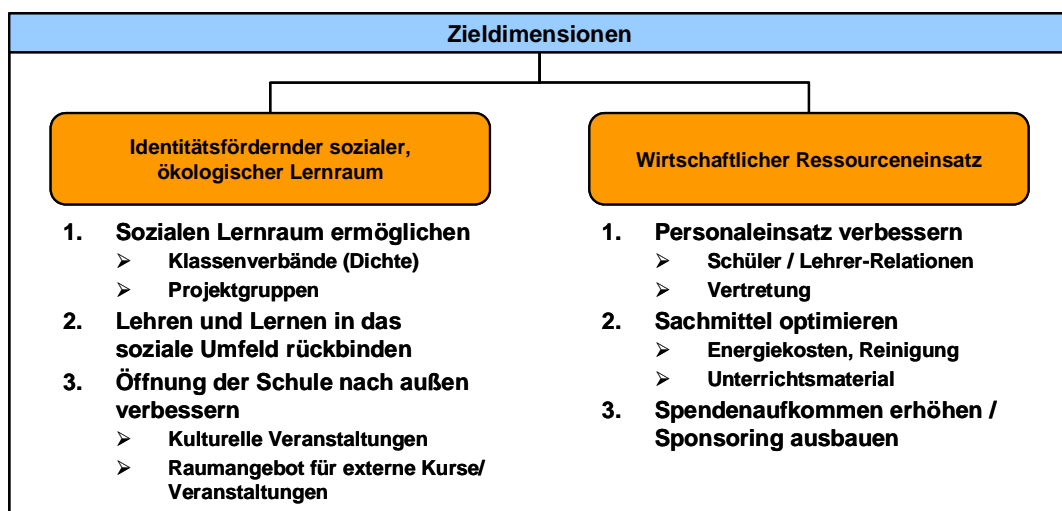 Zieldimensionen
Identitätsfördernder sozialer,
ökologischer Lernraum
1. Sozialen Lernraum ermöglichen
➢ Klassenverbände (Dichte)
➢ Projektgruppen
2. Lehren und Lernen in das
soziale Umfeld rückbinden
3. Öffnung der Schule nach außen
verbessern
➢ Kulturelle Veranstaltungen
➢ Raumangebot für externe Kurse/
Veranstaltungen
Wirtschaftlicher Ressourceneinsatz
1. Personaleinsatz verbessern
➢ Schüler / Lehrer-Relationen
➢ Vertretung
2. Sachmittel optimieren
➢ Energiekosten, Reinigung
➢ Unterrichtsmaterial
3. Spendenaufkommen erhöhen /
Sponsoring ausbauen